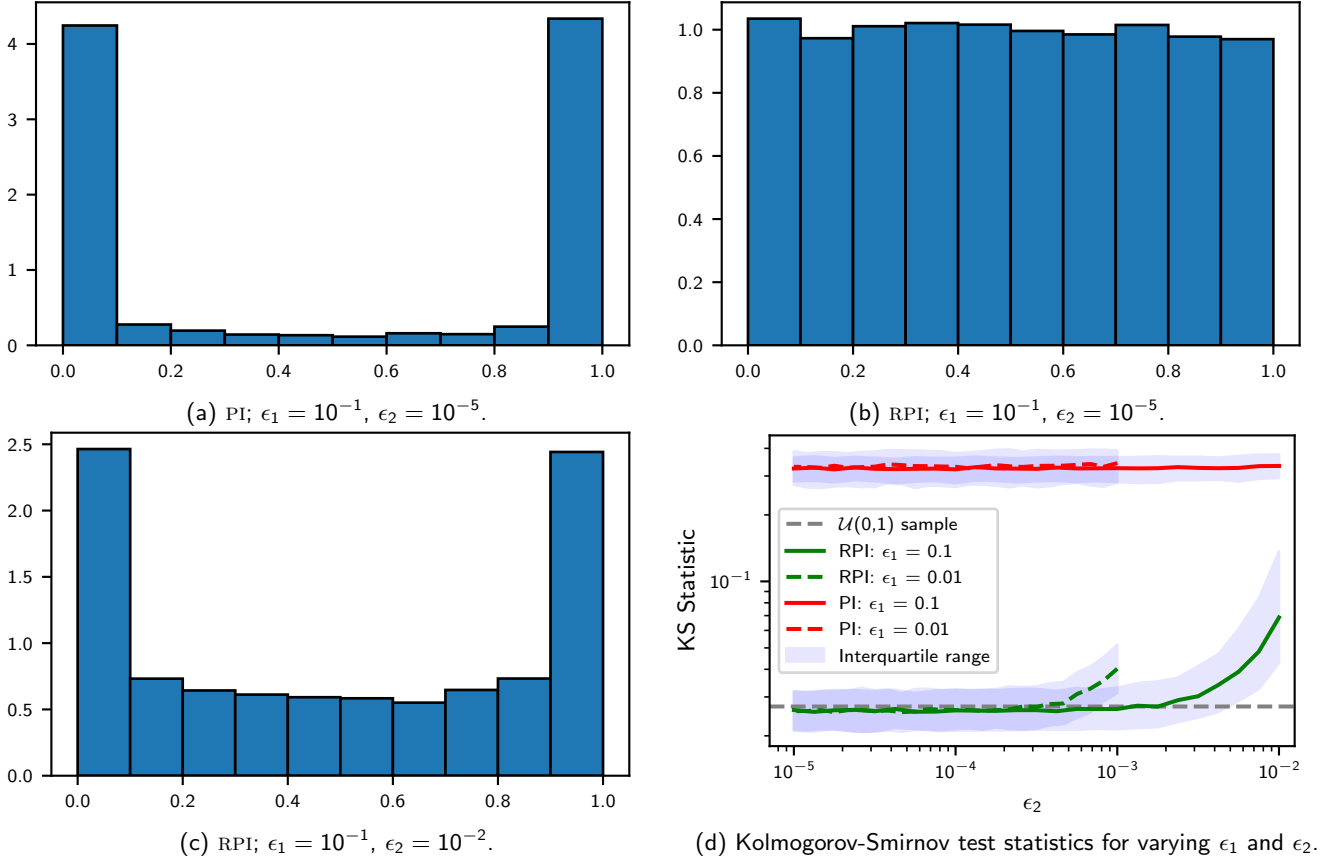 4
3
2
1
0
0.0 0.2 0.4 0.6 0.8 1.0
(a) PI; ϵ₁ = 10⁻¹, ϵ₂ = 10⁻⁵.
1.0
0.8
0.6
0.4
0.2
0.0
0.0 0.2 0.4 0.6 0.8 1.0
(b) RPI; ϵ₁ = 10⁻¹, ϵ₂ = 10⁻⁵.
2.5
2.0
1.5
1.0
0.5
0.0
0.0 0.2 0.4 0.6 0.8 1.0
(c) RPI; ϵ₁ = 10⁻¹, ϵ₂ = 10⁻².
KS Statistic
10⁻¹
𝒰(0,1) sample
RPI: ϵ₁ = 0.1
RPI: ϵ₁ = 0.01
PI: ϵ₁ = 0.1
PI: ϵ₁ = 0.01
Interquartile range
10⁻⁵ 10⁻⁴ 10⁻³ 10⁻²
ϵ₂
(d) Kolmogorov-Smirnov test statistics for varying ϵ₁ and ϵ₂.